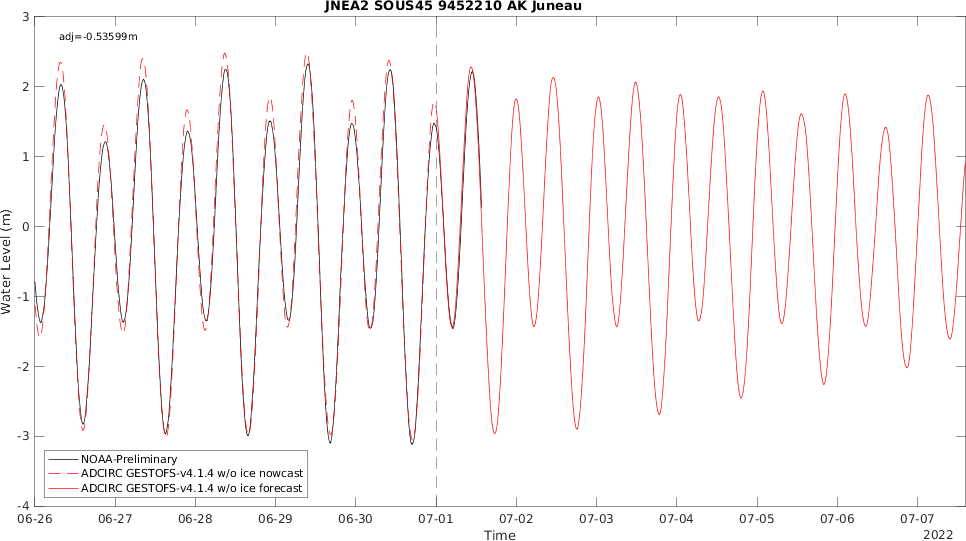 JNEA2 SOUS45 9452210 AK Juneau
adj=-0.53599m
3
2
1
0
-1
-2
-3
-4
Water Level (m)
NOAA-Preliminary
ADCIRC GESTOFS-v4.1.4 w/o ice nowcast
ADCIRC GESTOFS-v4.1.4 w/o ice forecast
06-26 06-27 06-28 06-29 06-30 07-01 07-02 07-03 07-04 07-05 07-06 07-07
Time
2022